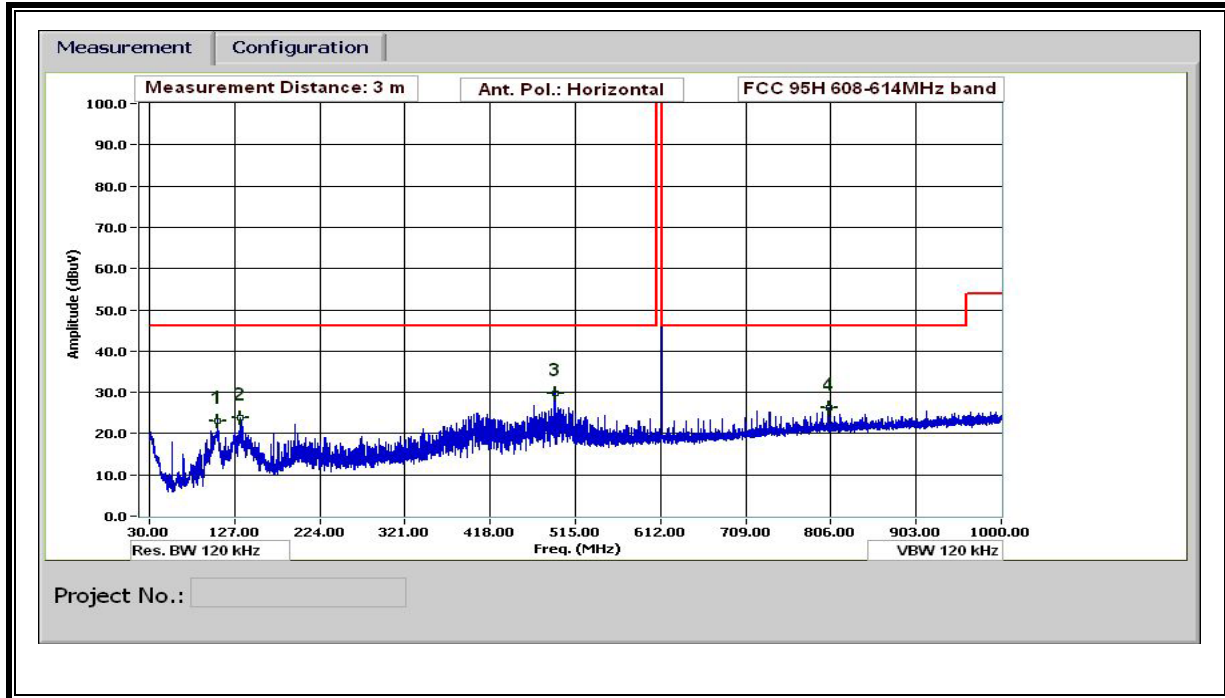 Measurement Configuration
Measurement Distance: 3 m Ant. Pol.: Horizontal FCC 95H 608-614MHz band
100.0
90.0
80.0
70.0
60.0
50.0
40.0
30.0
20.0
10.0
0.0
Amplitude (dBuV)
1 2 3 4
30.00 127.00 224.00 321.00 418.00 515.00 612.00 709.00 806.00 903.00 1000.00
Res. BW 120 kHz Freq. (MHz) VBW 120 kHz
Project No.: